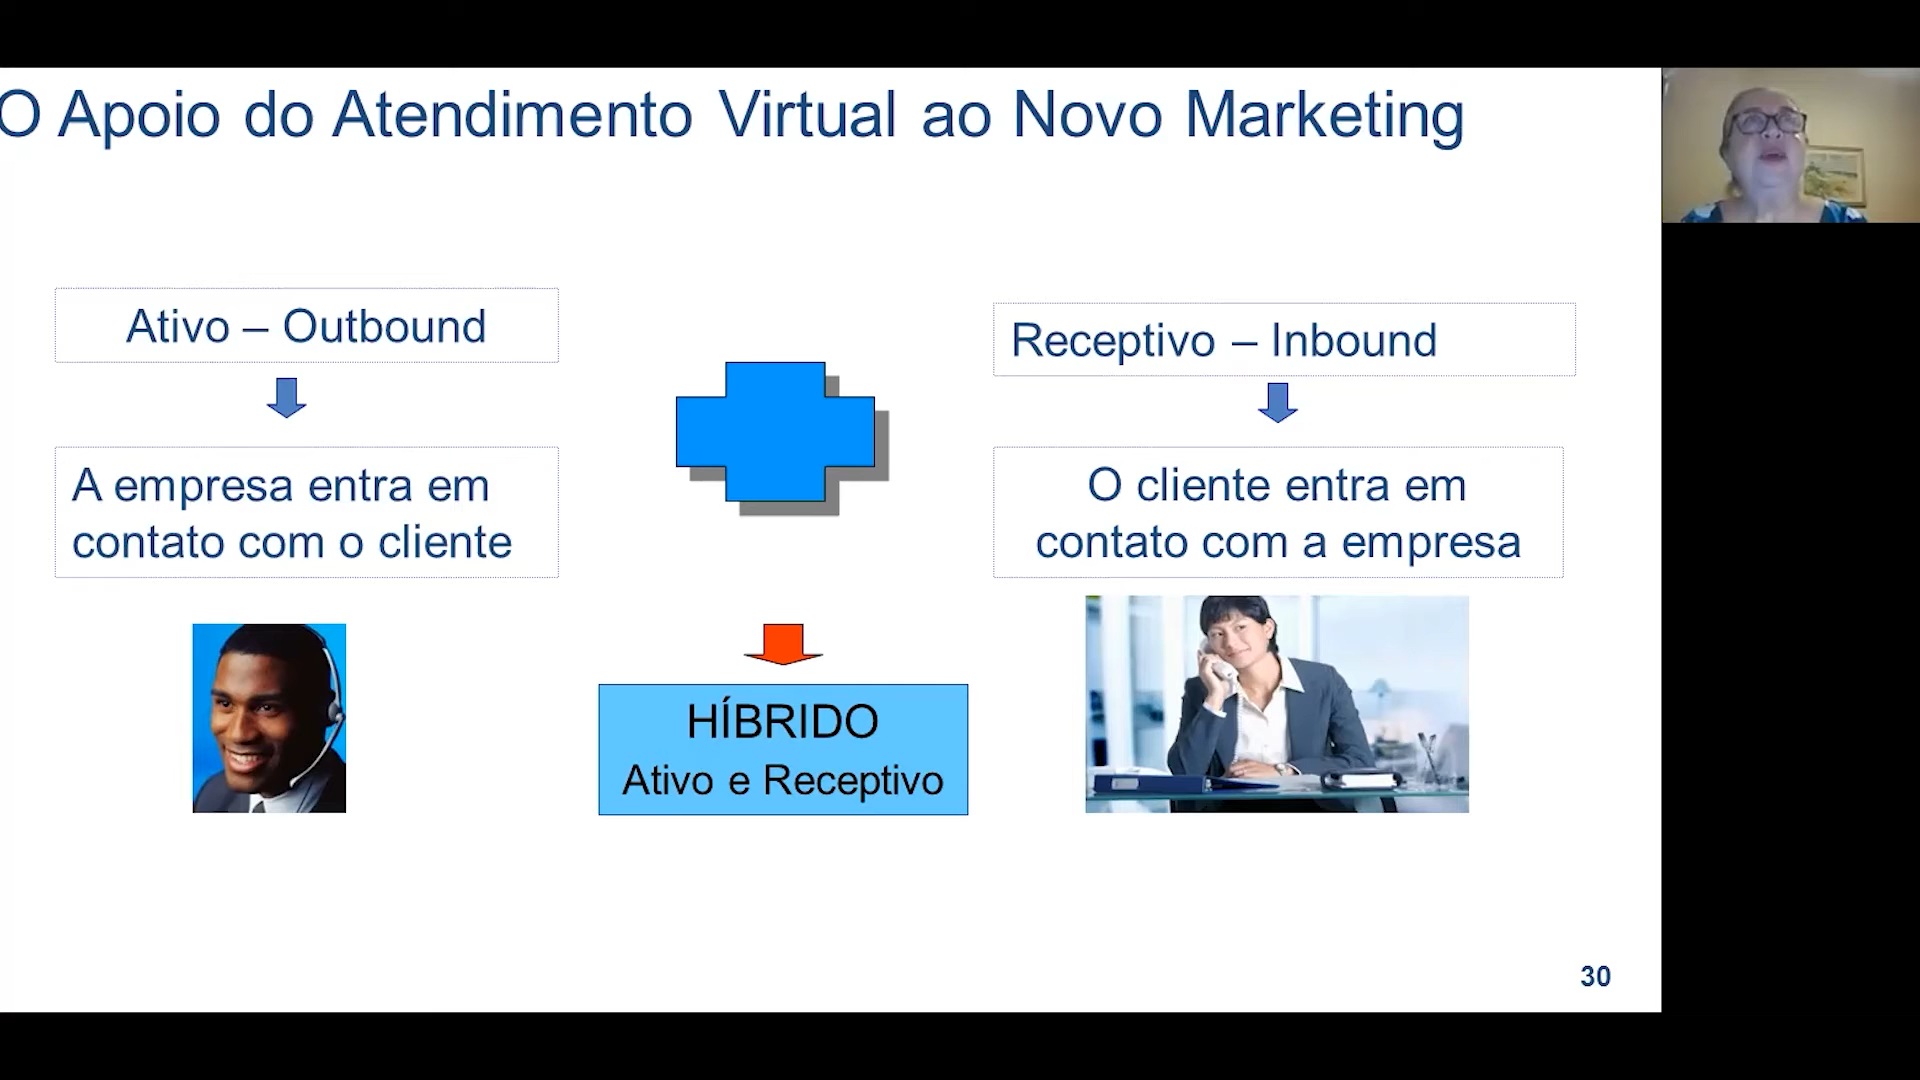 O Apoio do Atendimento Virtual ao Novo Marketing
Ativo – Outbound
A empresa entra em
contato com o cliente
Receptivo – Inbound
O cliente entra em
contato com a empresa
HÍBRIDO
Ativo e Receptivo
30